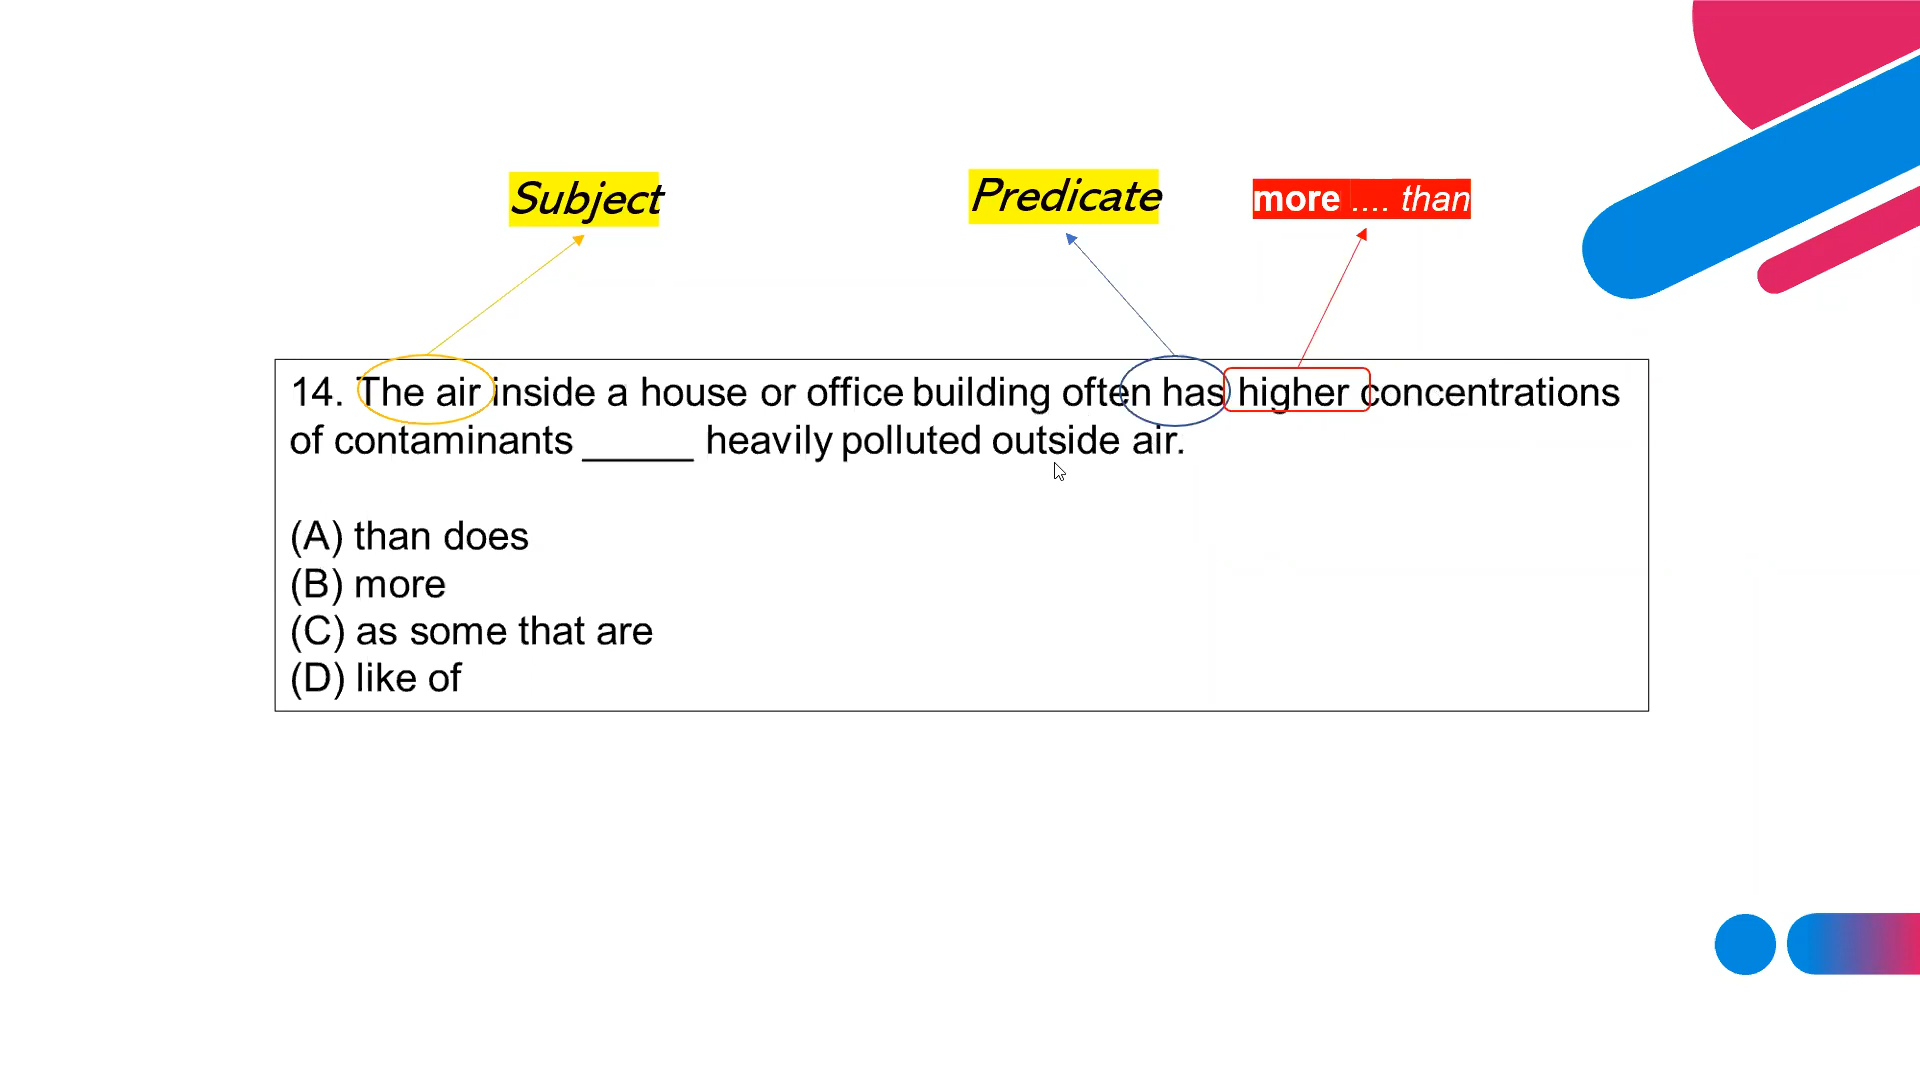 Subject
Predicate
more .... than
14. The air inside a house or office building often has higher concentrations
of contaminants _____ heavily polluted outside air.
(A) than does
(B) more
(C) as some that are
(D) like of